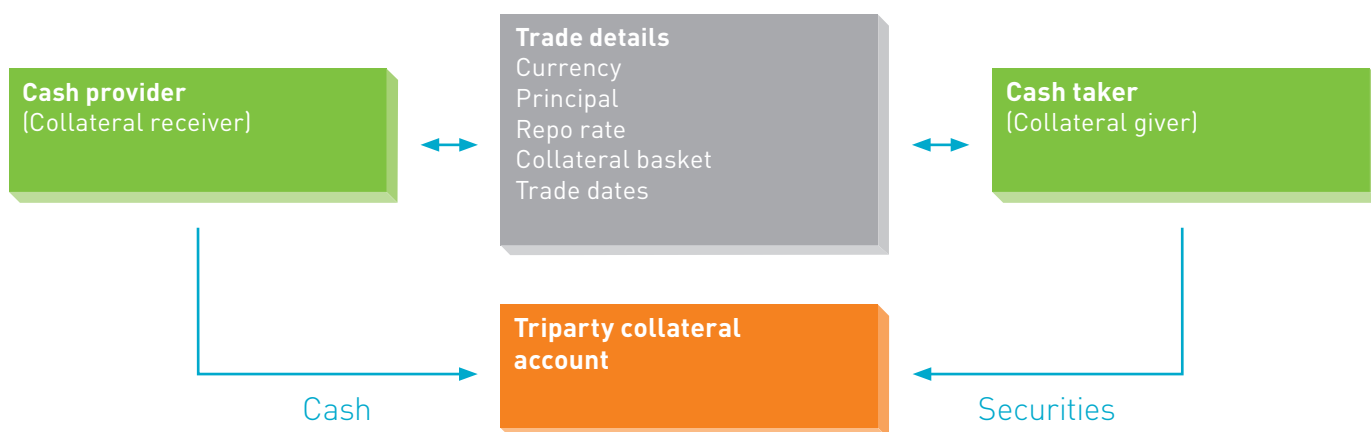 Trade details
Currency
Principal
Repo rate
Collateral basket
Trade dates
Cash provider
(Collateral receiver)
Cash taker
(Collateral giver)
Triparty collateral
account
Cash
Securities